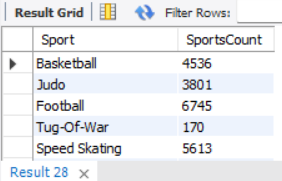 Result Grid Filter Rows:
Sport SportsCount
Basketball 4536
Judo 3801
Football 6745
Tug-Of-War 170
Speed Skating 5613
Result 28 ×